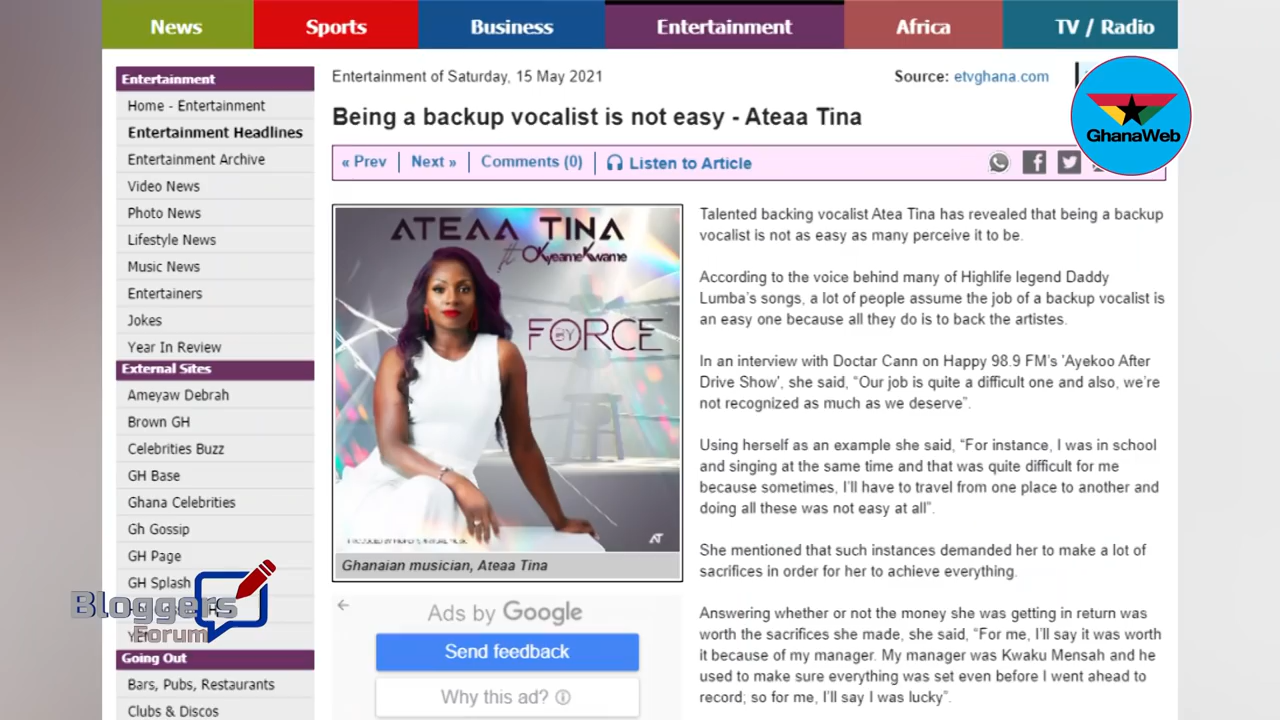 News
Sports
Business
Entertainment
Africa
TV / Radio
Entertainment
Home - Entertainment
Entertainment Headlines
Entertainment Archive
Video News
Photo News
Lifestyle News
Music News
Entertainers
Jokes
Year In Review
External Sites
Ameyaw Debrah
Brown GH
Celebrities Buzz
GH Base
Ghana Celebrities
Gh Gossip
GH Page
GH Splash
Going Out
Bars, Pubs, Restaurants
Clubs & Discos
Bloggers
Forum
Entertainment of Saturday, 15 May 2021
Source: etvghana.com
GhanaWeb
Being a backup vocalist is not easy - Ateaa Tina
« Prev
Next »
Comments (0)
Listen to Article
ATEAA TINA
ft OkyeameKwame
BY FORCE
AT
Ghanaian musician, Ateaa Tina
Ads by Google
Send feedback
Why this ad?
Talented backing vocalist Atea Tina has revealed that being a backup
vocalist is not as easy as many perceive it to be.
According to the voice behind many of Highlife legend Daddy
Lumba's songs, a lot of people assume the job of a backup vocalist is
an easy one because all they do is to back the artistes.
In an interview with Doctar Cann on Happy 98.9 FM's 'Ayekoo After
Drive Show', she said, “Our job is quite a difficult one and also, we're
not recognized as much as we deserve”.
Using herself as an example she said, “For instance, I was in school
and singing at the same time and that was quite difficult for me
because sometimes, I'll have to travel from one place to another and
doing all these was not easy at all”.
She mentioned that such instances demanded her to make a lot of
sacrifices in order for her to achieve everything.
Answering whether or not the money she was getting in return was
worth the sacrifices she made, she said, “For me, I'll say it was worth
it because of my manager. My manager was Kwaku Mensah and he
used to make sure everything was set even before I went ahead to
record; so for me, I'll say I was lucky”.